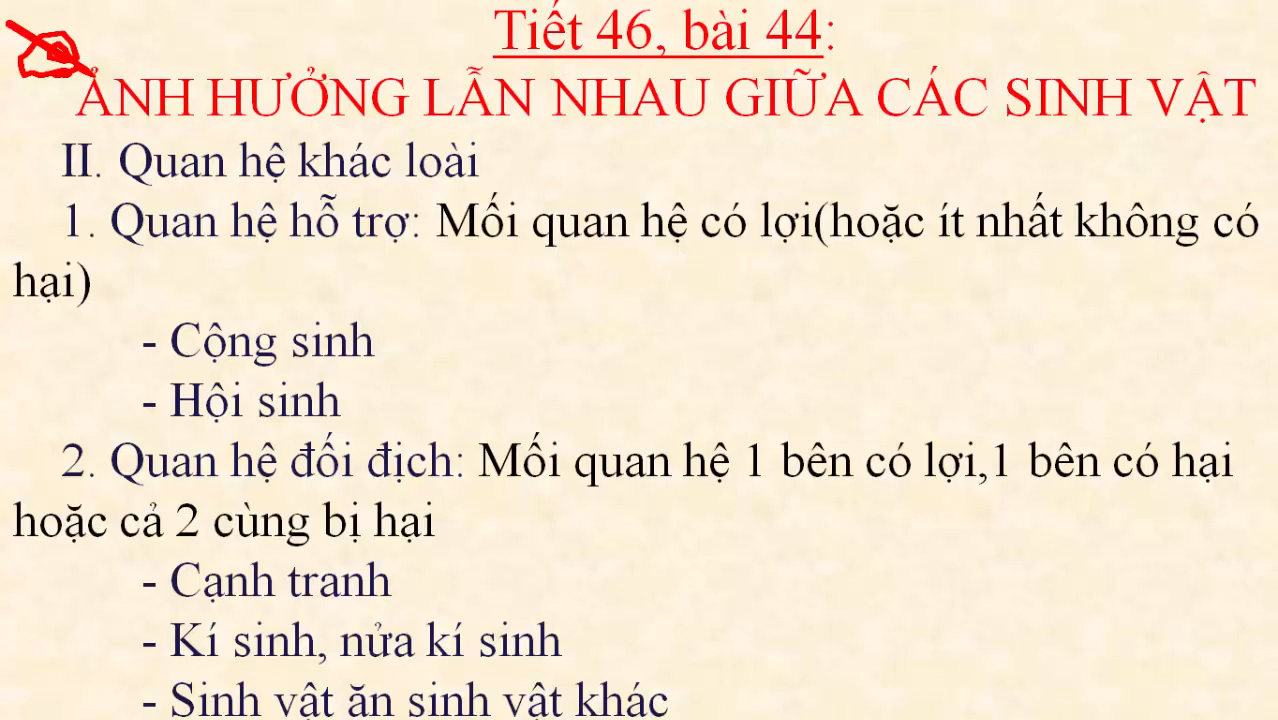 Tiết 46, bài 44:
ẢNH HƯỞNG LẪN NHAU GIỮA CÁC SINH VẬT
II. Quan hệ khác loài
1. Quan hệ hỗ trợ: Mối quan hệ có lợi(hoặc ít nhất không có
hại)
- Cộng sinh
- Hội sinh
2. Quan hệ đối địch: Mối quan hệ 1 bên có lợi,1 bên có hại
hoặc cả 2 cùng bị hại
- Cạnh tranh
- Kí sinh, nửa kí sinh
- Sinh vật ăn sinh vật khác